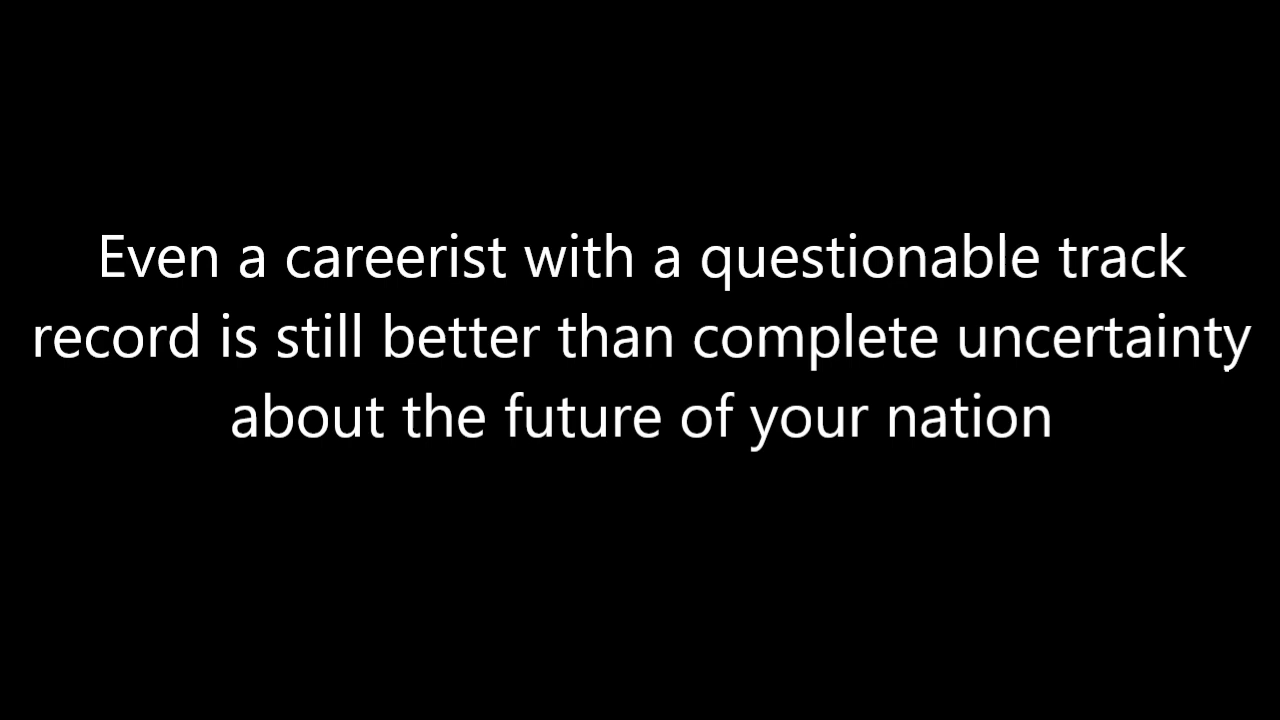 Even a careerist with a questionable track
record is still better than complete uncertainty
about the future of your nation